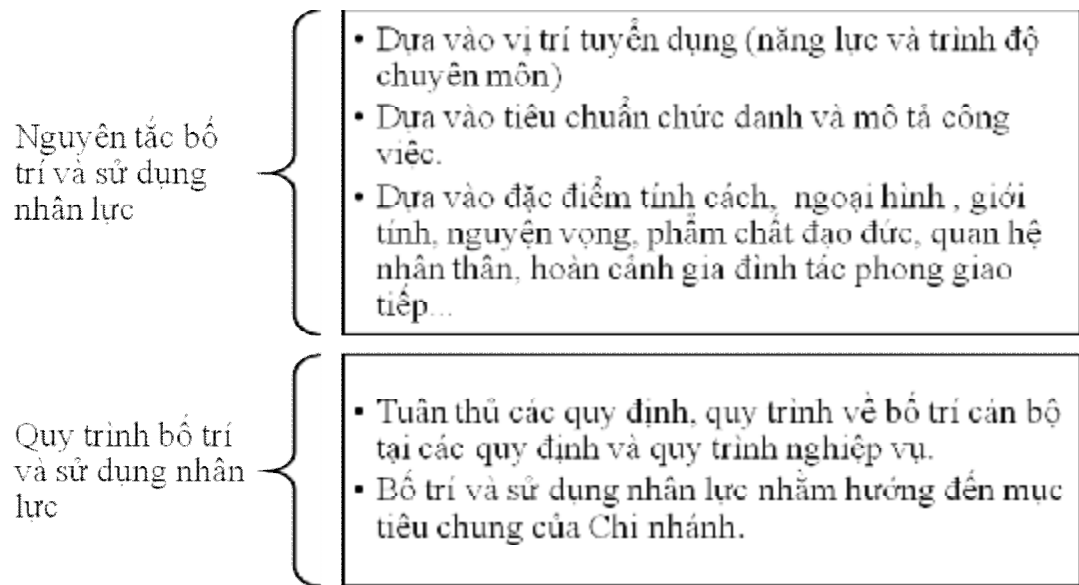 Nguyên tắc bố
trí và sử dụng
nhân lực
• Dựa vào vị trí tuyển dụng (năng lực và trình độ
chuyên môn)
• Dựa vào tiêu chuẩn chức danh và mô tả công
việc.
• Dựa vào đặc điểm tính cách, ngoại hình , giới
tính, nguyện vọng, phẩm chất đạo đức, quan hệ
nhân thân, hoàn cảnh gia đình tác phong giao
tiếp...
Quy trình bố trí
và sử dụng nhân
lực
• Tuân thủ các quy định, quy trình về bố trí cán bộ
tại các quy định và quy trình nghiệp vụ.
• Bố trí và sử dụng nhân lực nhằm hướng đến mục
tiêu chung của Chi nhánh.